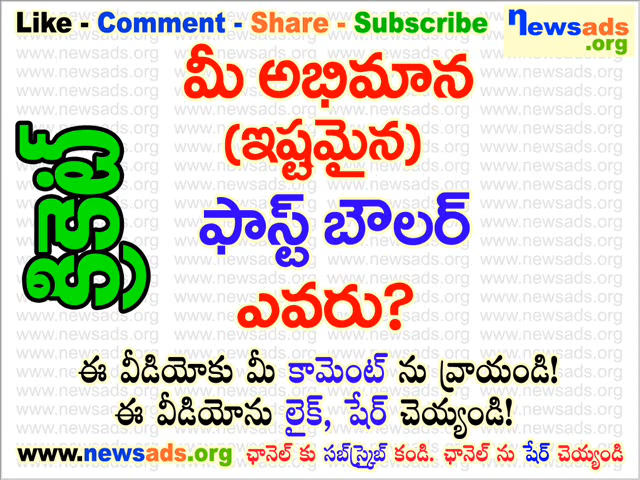 Like - Comment - Share - Subscribe
newsads
.org
మీ అభిమాన
(ఇష్టమైన)
ఫాస్ట్ బౌలర్
ఎవరు?
క్రికెట్
ఈ వీడియోకు మీ కామెంట్ ను వ్రాయండి!
ఈ వీడియోను లైక్, షేర్ చెయ్యండి!
www.newsads.org ఛానెల్ కు సబ్‌స్క్రైబ్ కండి. ఛానెల్ ను షేర్ చెయ్యండి